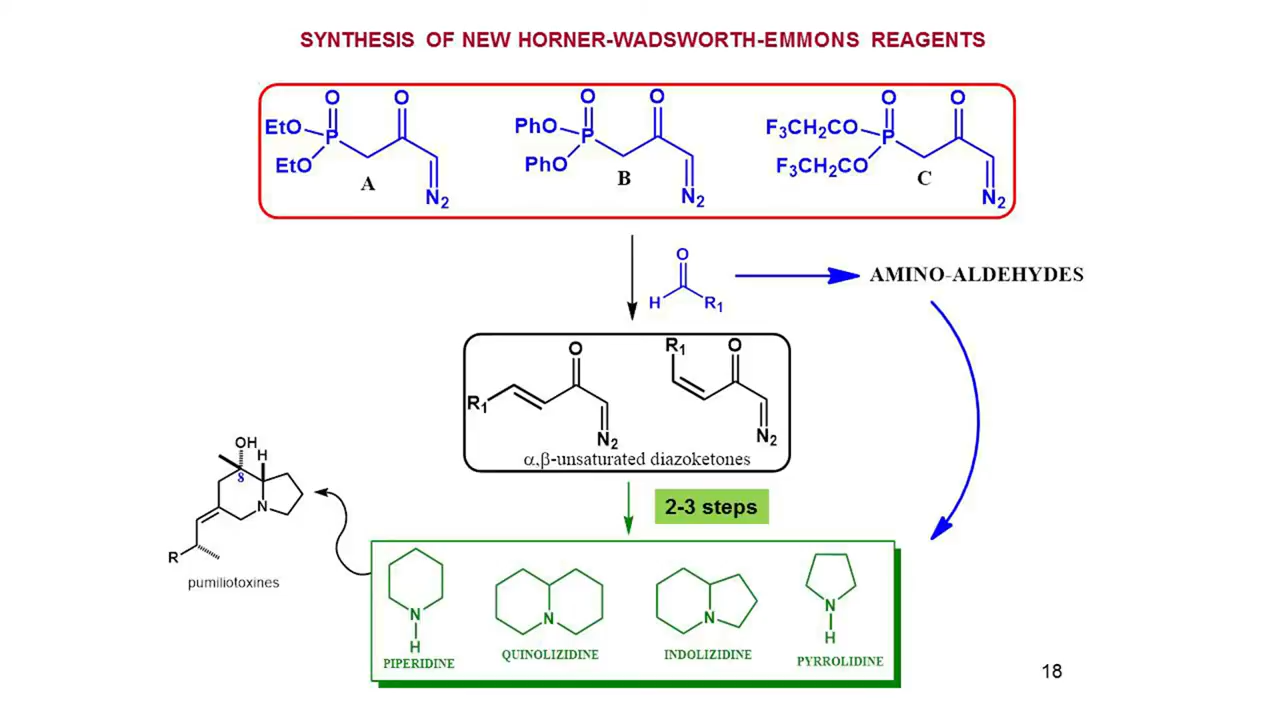 SYNTHESIS OF NEW HORNER-WADSWORTH-EMMONS REAGENTS
O O
EtO P
EtO
A
N2
O O
PhO P
PhO
B
N2
O O
F3CH2CO P
F3CH2CO
C
N2
O
H R1
AMINO-ALDEHYDES
O
R1
N2
R1 O
N2
α,β-unsaturated diazoketones
2-3 steps
OH
H
8
N
R
pumiliotoxines
N
H
PIPERIDINE
N
QUINOLIZIDINE
N
INDOLIZIDINE
N
H
PYRROLIDINE
18